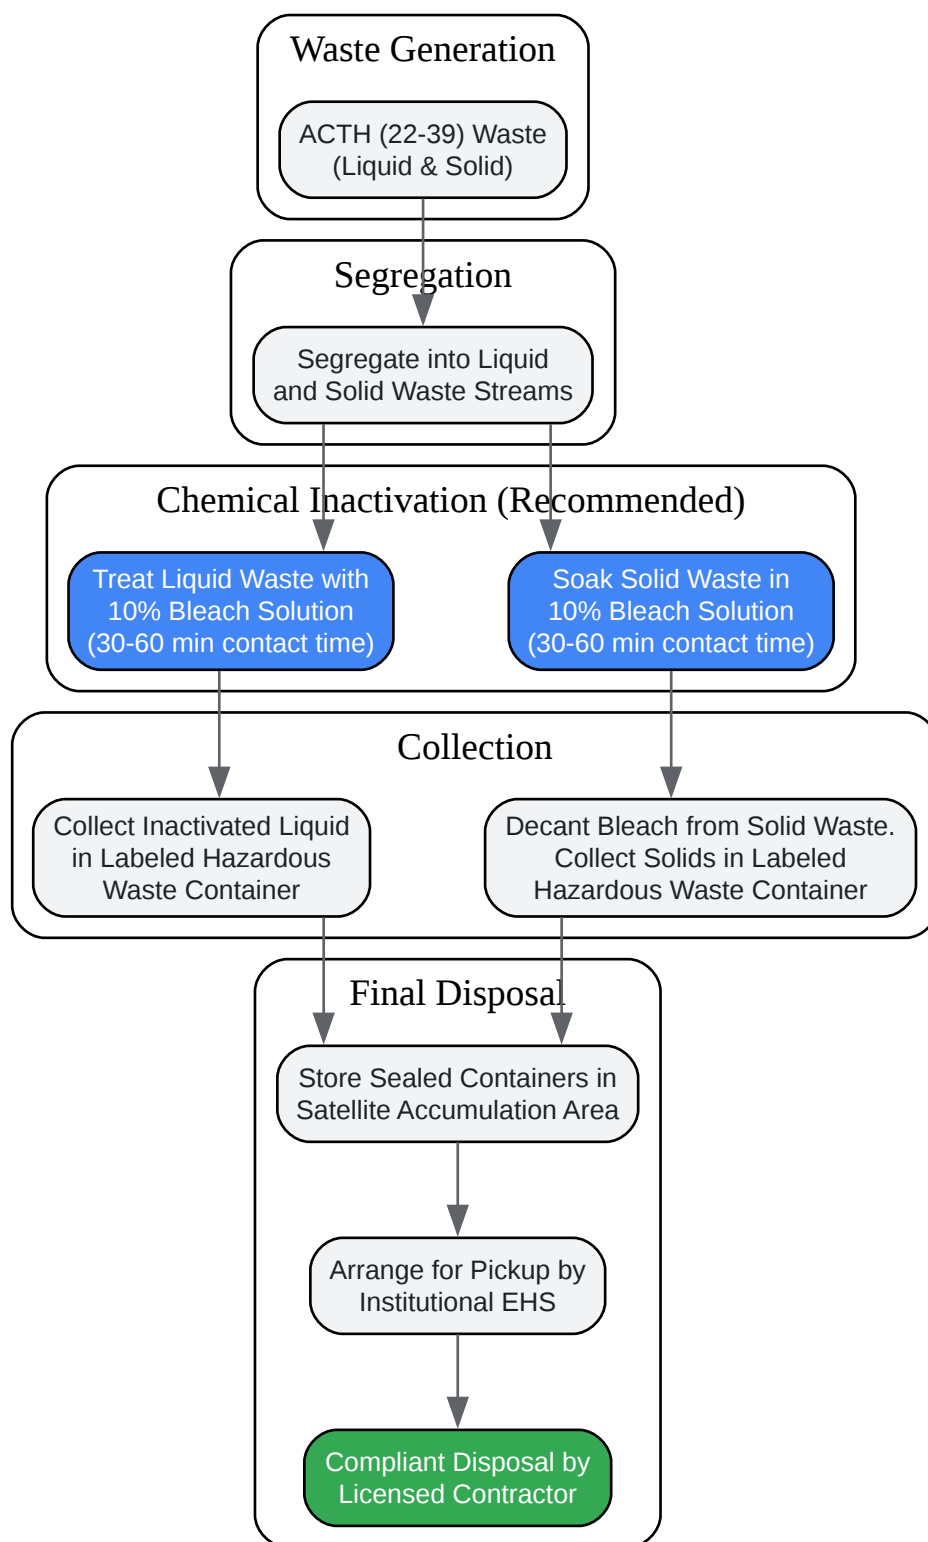 Waste Generation
ACTH (22-39) Waste
(Liquid & Solid)
Segregation
Segregate into Liquid
and Solid Waste Streams
Chemical Inactivation (Recommended)
Treat Liquid Waste with
10% Bleach Solution
(30-60 min contact time)
Soak Solid Waste in
10% Bleach Solution
(30-60 min contact time)
Collection
Collect Inactivated Liquid
in Labeled Hazardous
Waste Container
Decant Bleach from Solid Waste.
Collect Solids in Labeled
Hazardous Waste Container
Final Disposal
Store Sealed Containers in
Satellite Accumulation Area
Arrange for Pickup by
Institutional EHS
Compliant Disposal by
Licensed Contractor